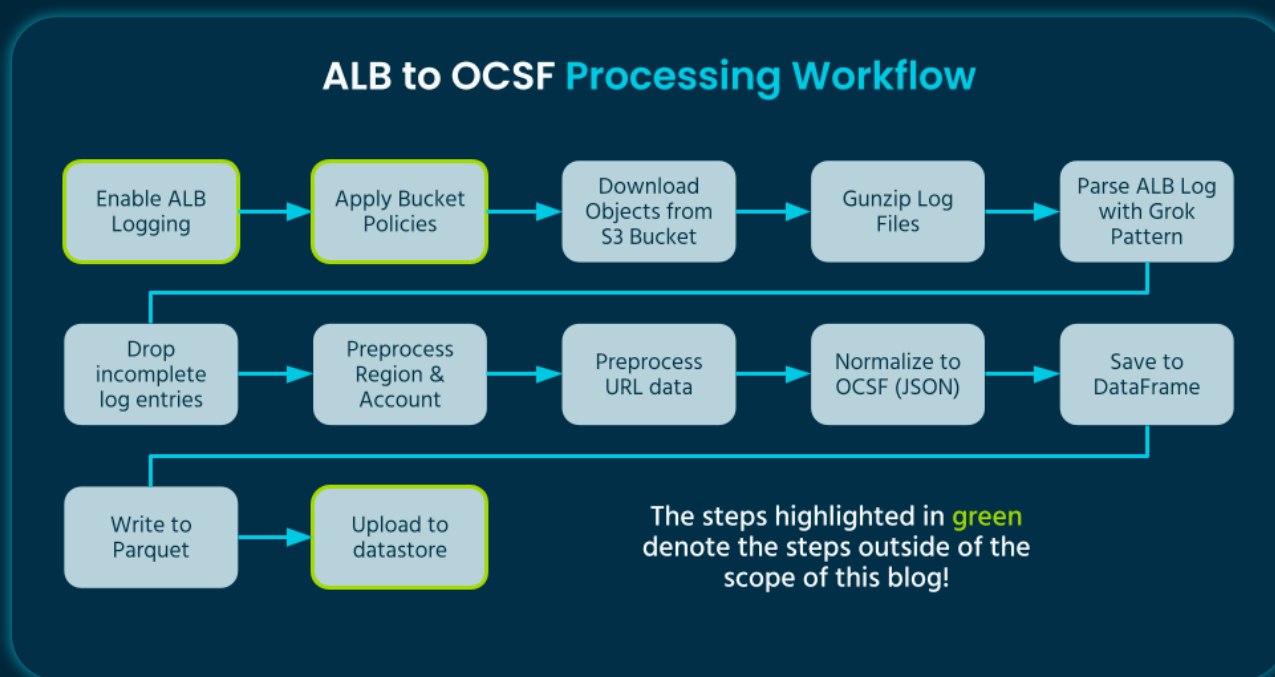 ALB to OCSF Processing Workflow
Enable ALB
Logging
Apply Bucket
Policies
Download
Objects from
S3 Bucket
Gunzip Log
Files
Parse ALB Log
with Grok
Pattern
Drop
incomplete
log entries
Preprocess
Region &
Account
Preprocess
URL data
Normalize to
OCSF (JSON)
Save to
DataFrame
Write to
Parquet
Upload to
datastore
The steps highlighted in green
denote the steps outside of the
scope of this blog!